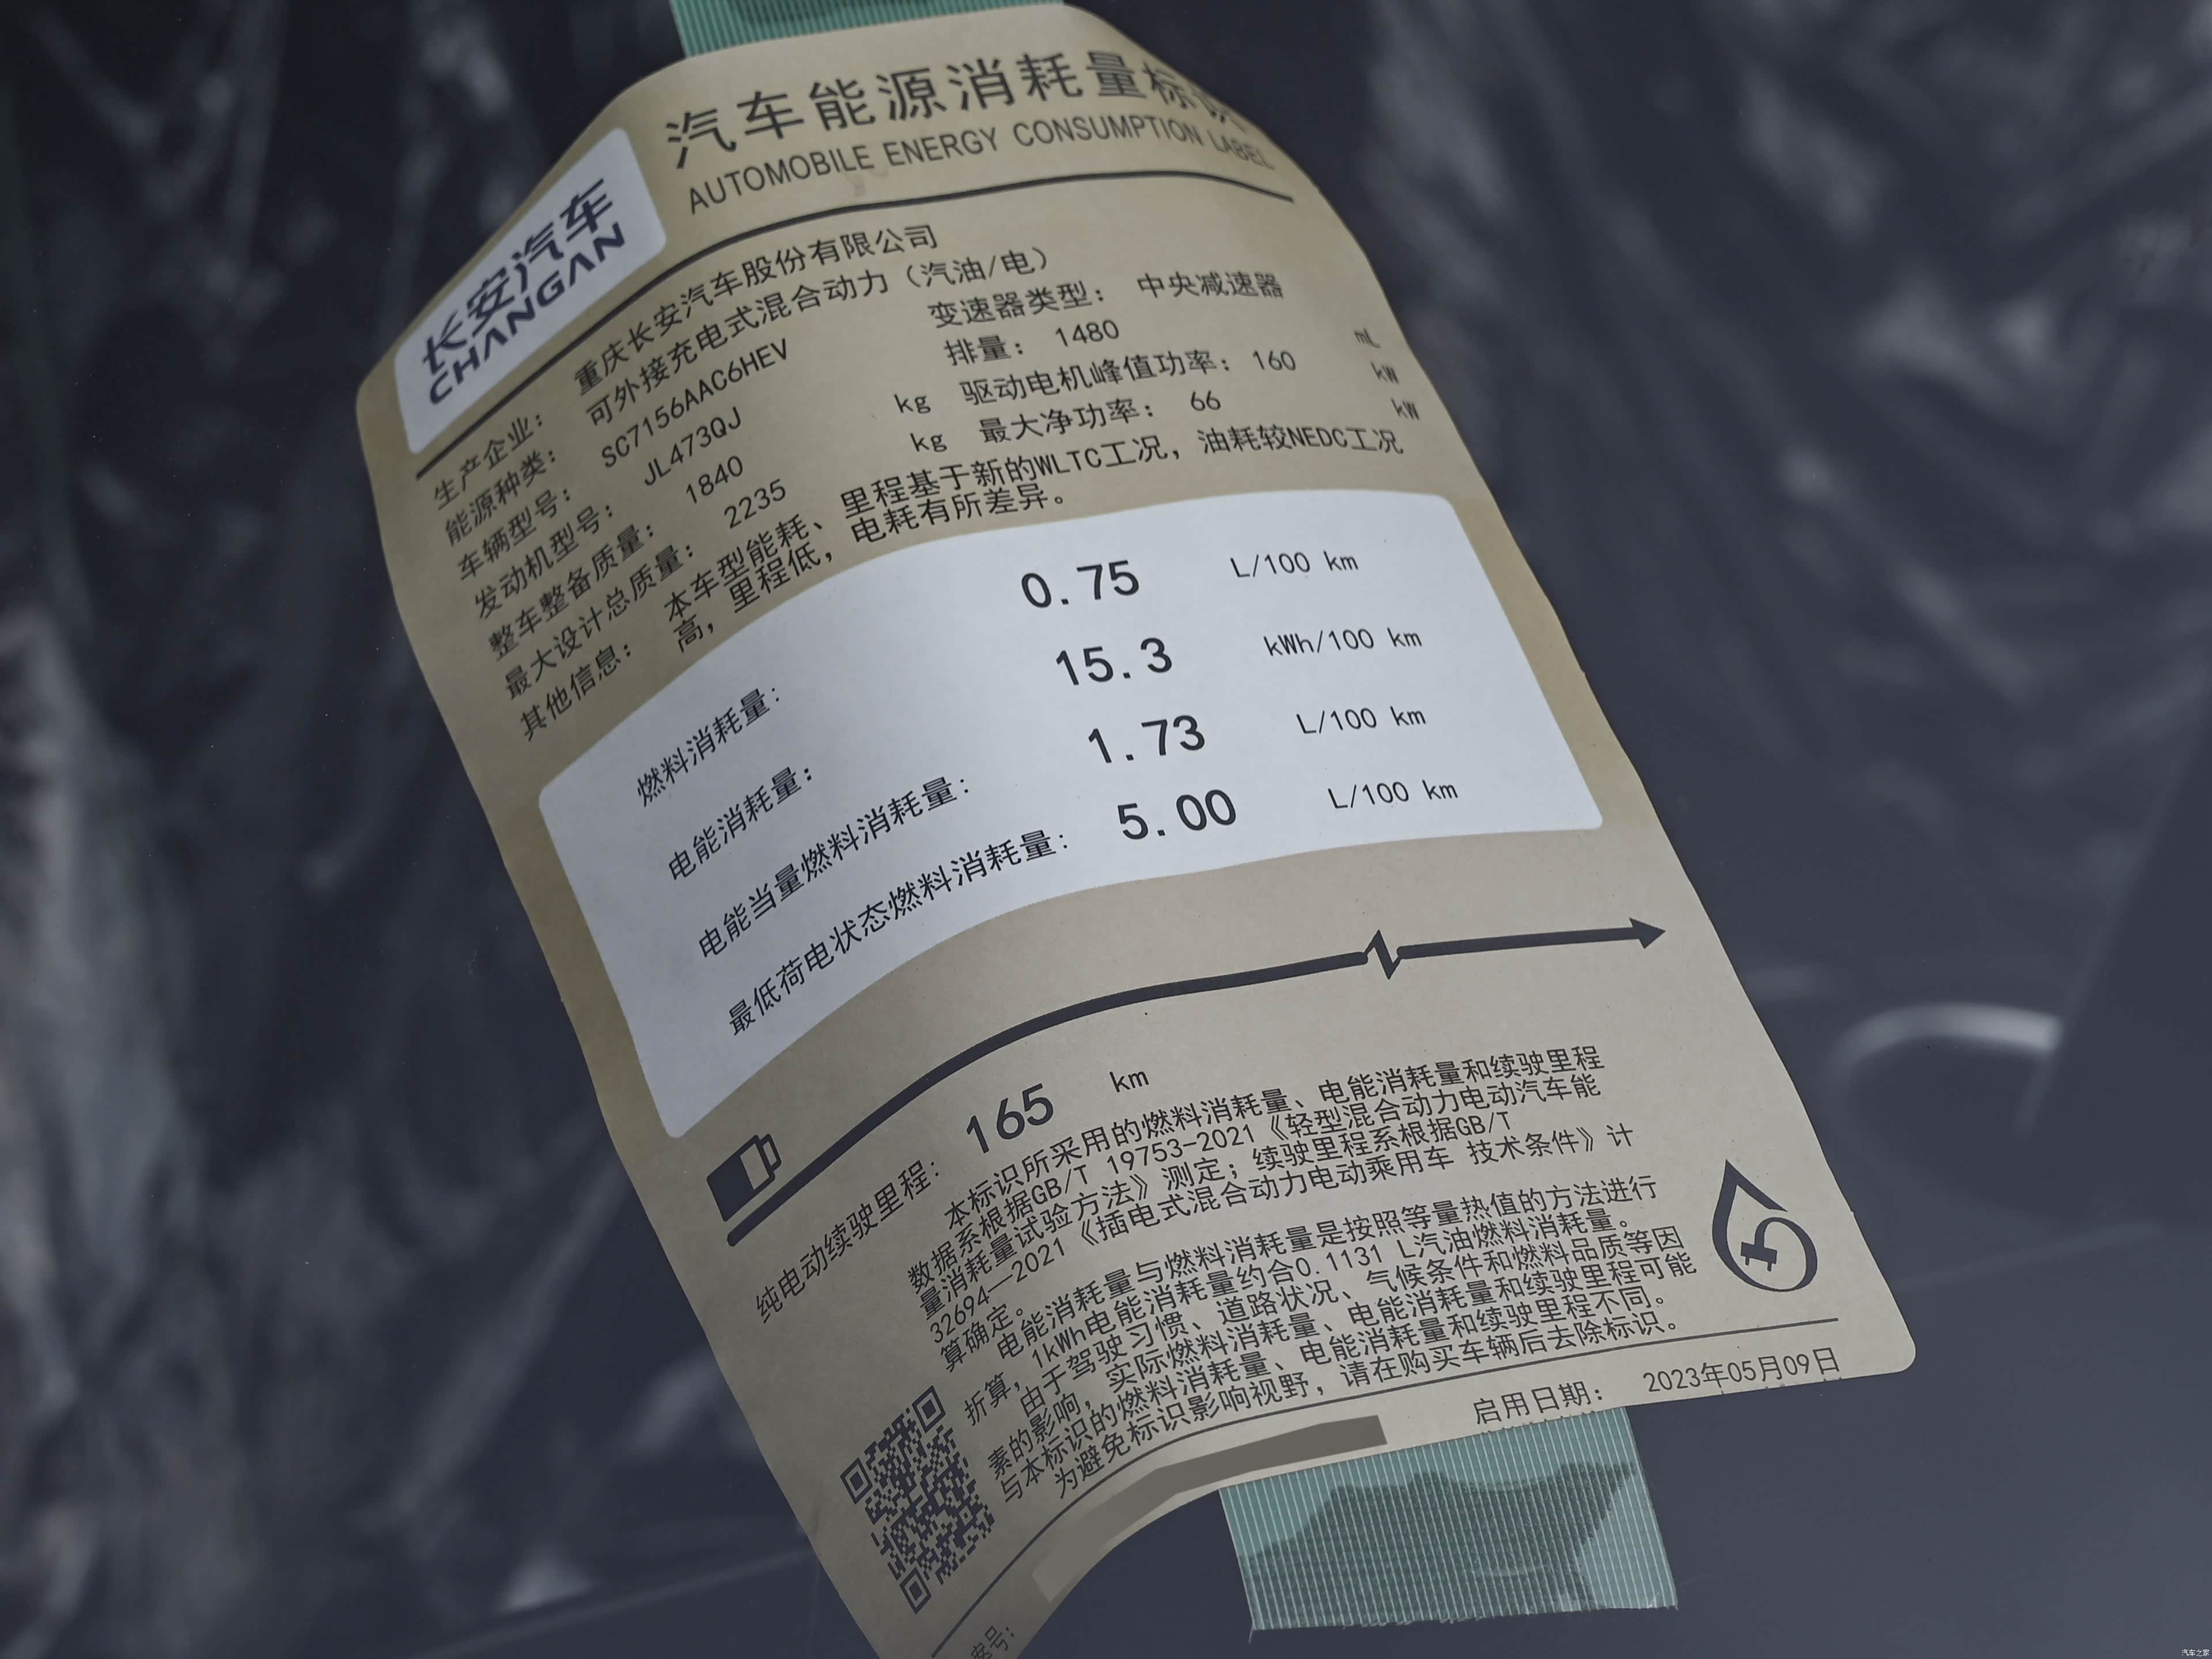 汽车能源消耗量标识
AUTOMOBILE ENERGY CONSUMPTION LABEL
长安汽车
CHANGAN
生产企业： 重庆长安汽车股份有限公司
能源种类： 可外接充电式混合动力（汽油/电）
车辆型号： SC7156AAC6HEV 变速器类型： 中央减速器
发动机型号： JL473QJ 排量： 1480 mL
整车整备质量： 1840 kg 驱动电机峰值功率： 160 kW
最大设计总质量： 2235 kg 最大净功率： 66 kW
其他信息： 本车型能耗、里程基于新的WLTC工况，油耗较NEDC工况
高，里程低，电耗有所差异。
燃料消耗量： 0.75 L/100 km
电能消耗量： 15.3 kWh/100 km
电能当量燃料消耗量： 1.73 L/100 km
最低荷电状态燃料消耗量： 5.00 L/100 km
纯电动续驶里程： 165 km
本标识所采用的燃料消耗量、电能消耗量和续驶里程
数据系根据GB/T 19753-2021《轻型混合动力电动汽车能
量消耗量试验方法》测定；续驶里程系根据GB/T
32694—2021《插电式混合动力电动乘用车 技术条件》计
算确定。
电能消耗量与燃料消耗量是按照等量热值的方法进行
折算，1kWh电能消耗量约合0.1131 L汽油燃料消耗量。
由于驾驶习惯、道路状况、气候条件和燃料品质等因
素的影响，实际燃料消耗量、电能消耗量和续驶里程可能
与本标识的燃料消耗量、电能消耗量和续驶里程不同。
为避免标识影响视野，请在购买车辆后去除标识。
启用日期： 2023年05月09日
案号：
汽车之家